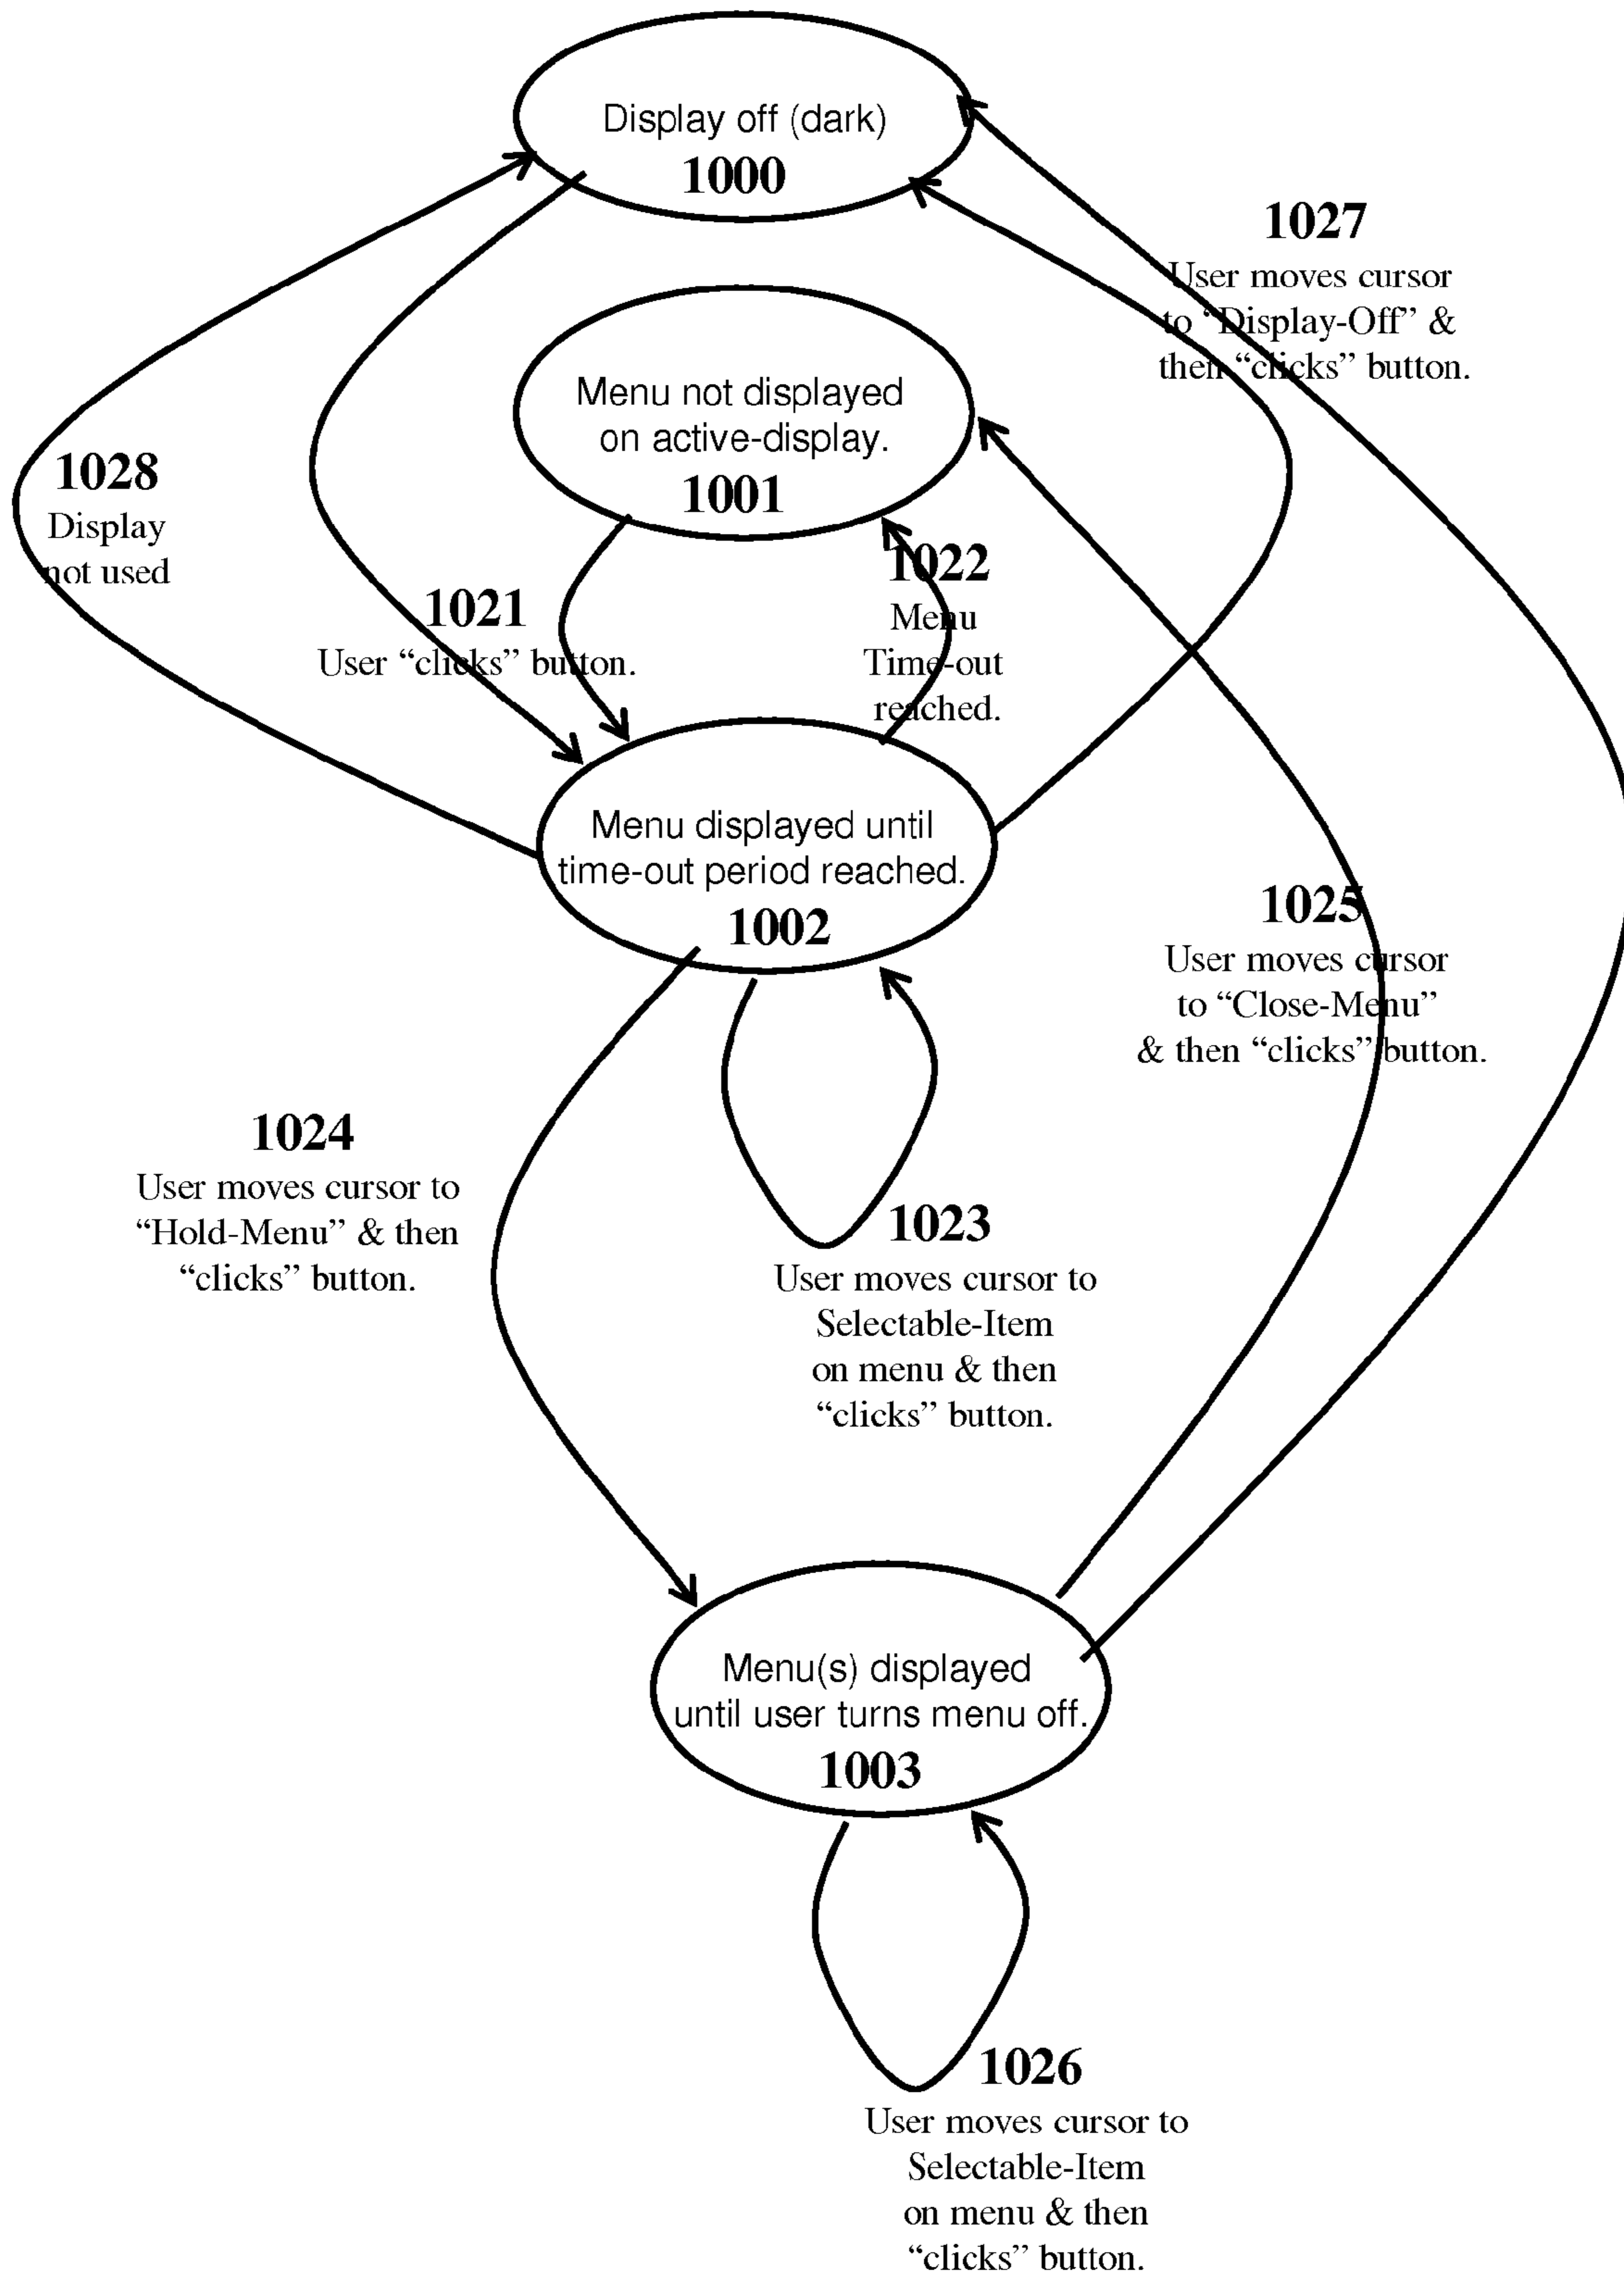 Display off (dark)
1000
1027
User moves cursor
to “Display-Off” &
then “clicks” button.
Menu not displayed
on active-display.
1001
1028
Display
not used
1022
Menu
Time-out
reached.
1021
User “clicks” button.
Menu displayed until
time-out period reached.
1002
1025
User moves cursor
to “Close-Menu”
& then “clicks” button.
1024
User moves cursor to
“Hold-Menu” & then
“clicks” button.
1023
User moves cursor to
Selectable-Item
on menu & then
“clicks” button.
Menu(s) displayed
until user turns menu off.
1003
1026
User moves cursor to
Selectable-Item
on menu & then
“clicks” button.